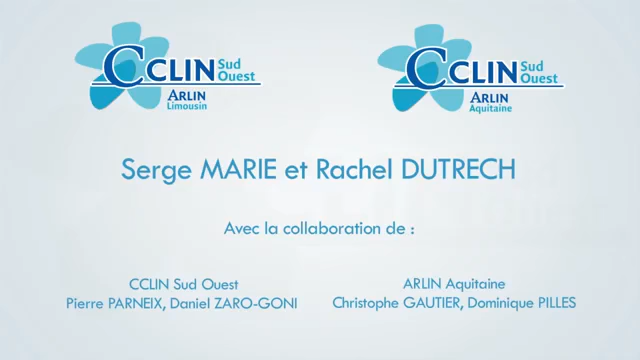 CCLIN Sud Ouest
ARLIN
Limousin
CCLIN Sud Ouest
ARLIN
Aquitaine
Serge MARIE et Rachel DUTRECH
Avec la collaboration de :
CCLIN Sud Ouest
Pierre PARNEIX, Daniel ZARO-GONI
ARLIN Aquitaine
Christophe GAUTIER, Dominique PILLES